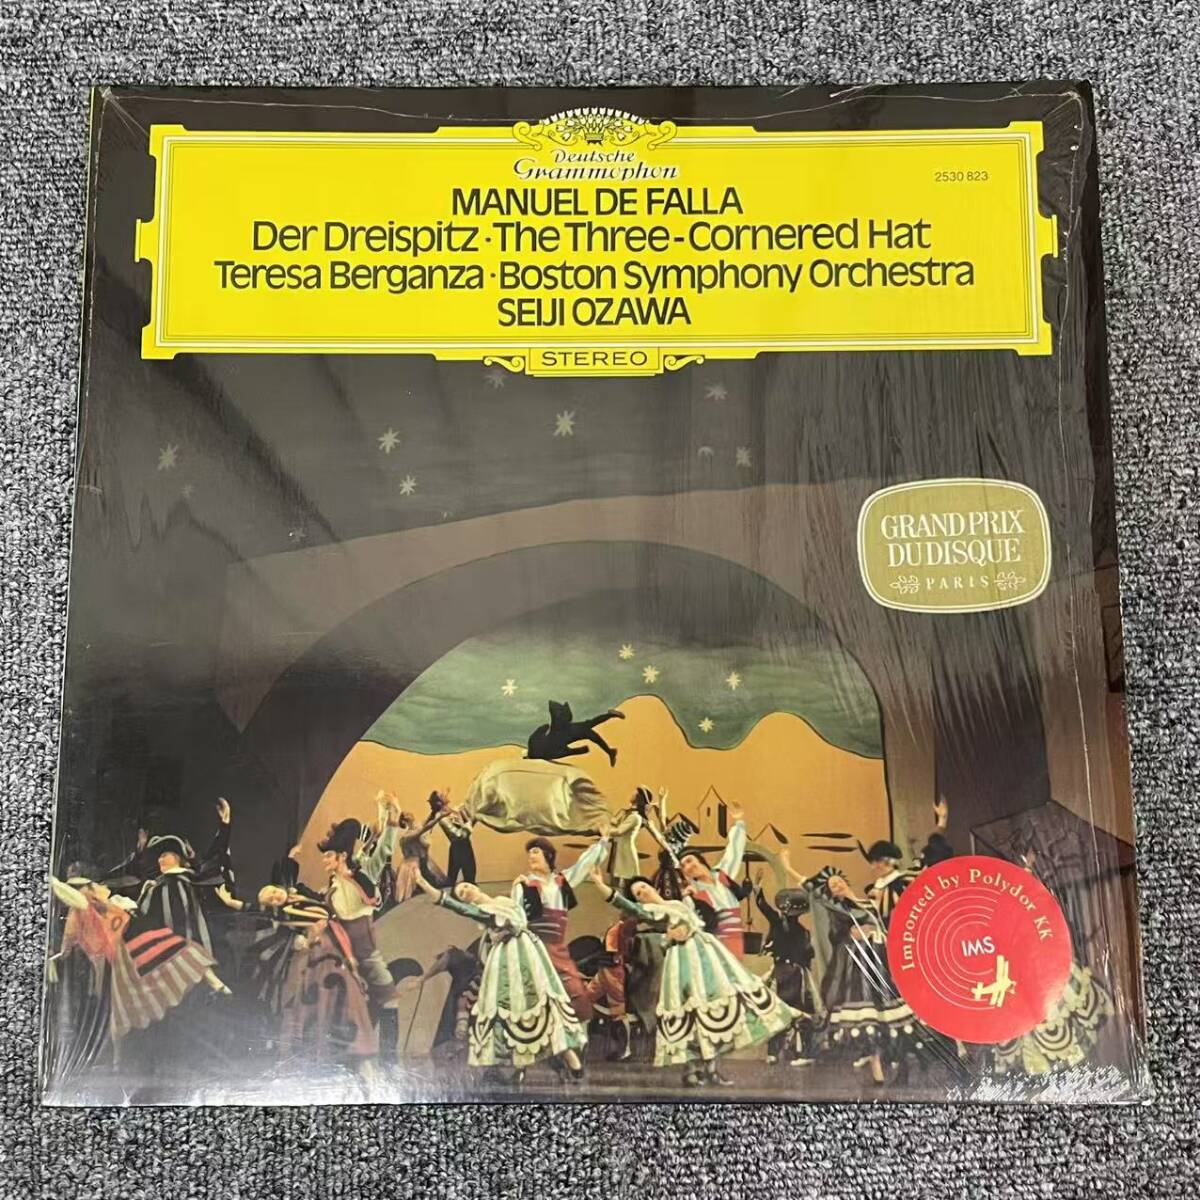 Deutsche
Grammophon
2530 823
MANUEL DE FALLA
Der Dreispitz · The Three-Cornered Hat
Teresa Berganza · Boston Symphony Orchestra
SEIJI OZAWA
STEREO
GRAND PRIX
DU DISQUE
PARIS
Imported by Polydor KK
IMS